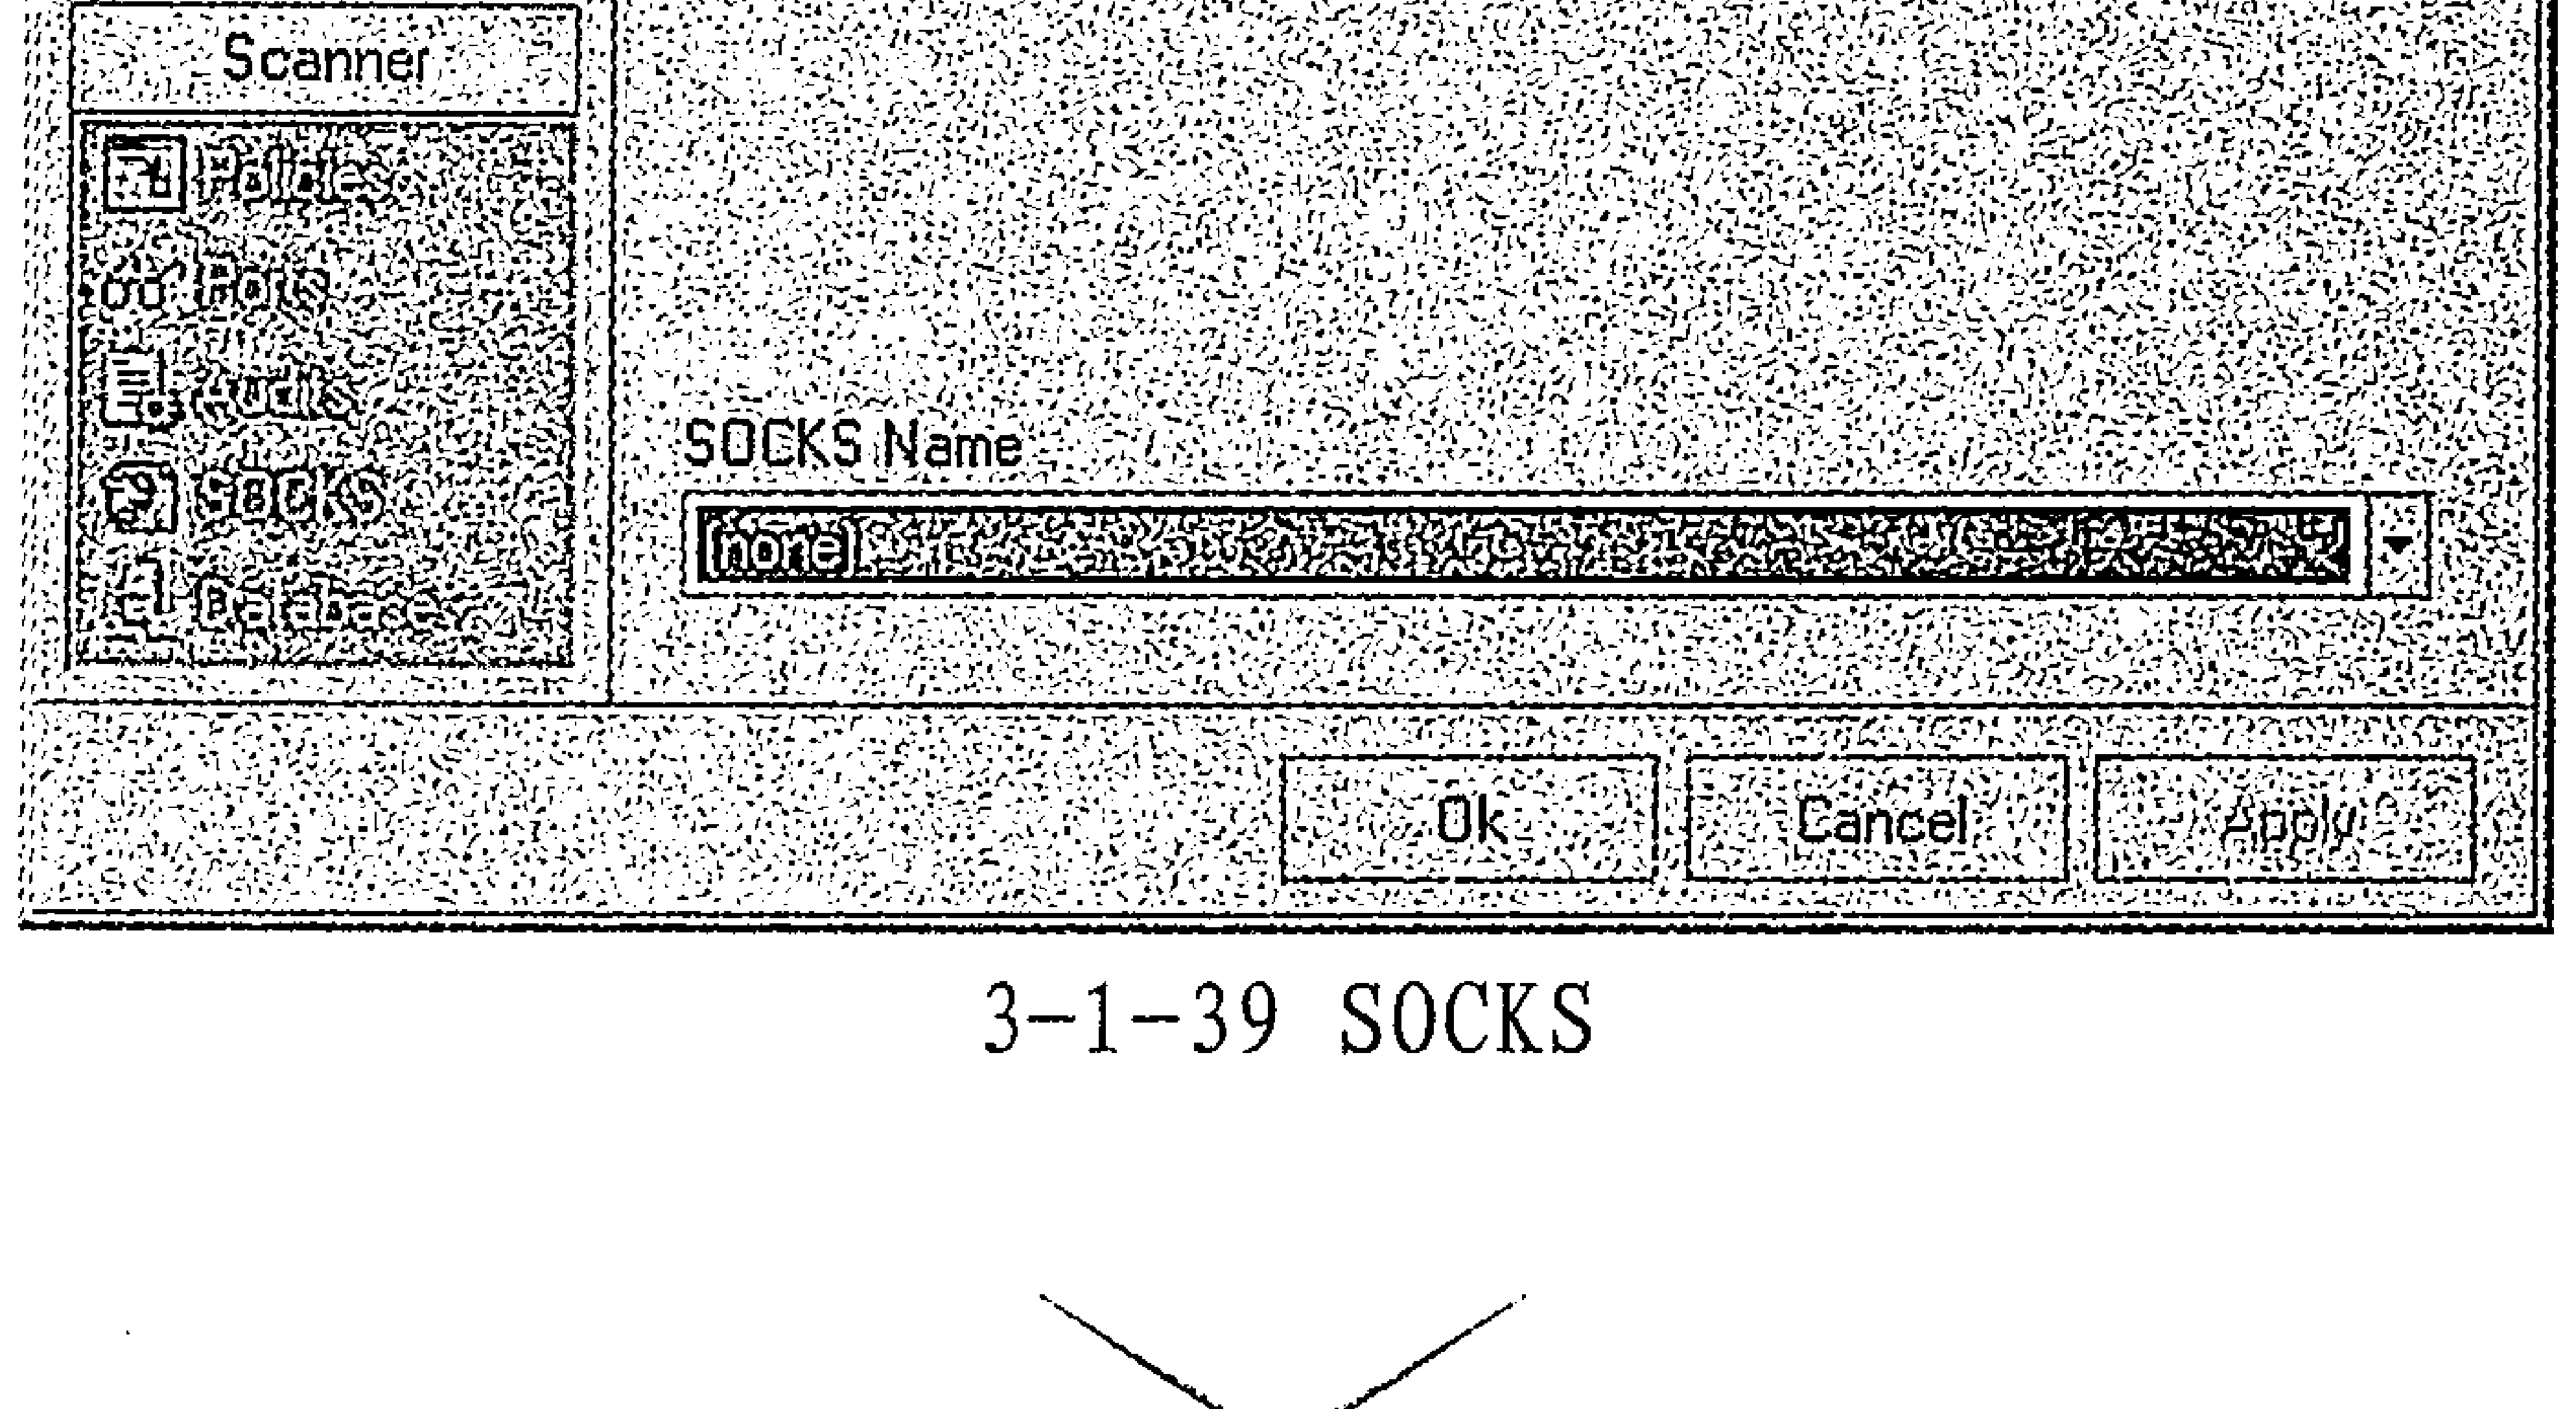 Scanner
Policies
Ports
Audits
SOCKS
Database
SOCKS Name
(none)
Ok
Cancel
Apply
3-1-39 SOCKS